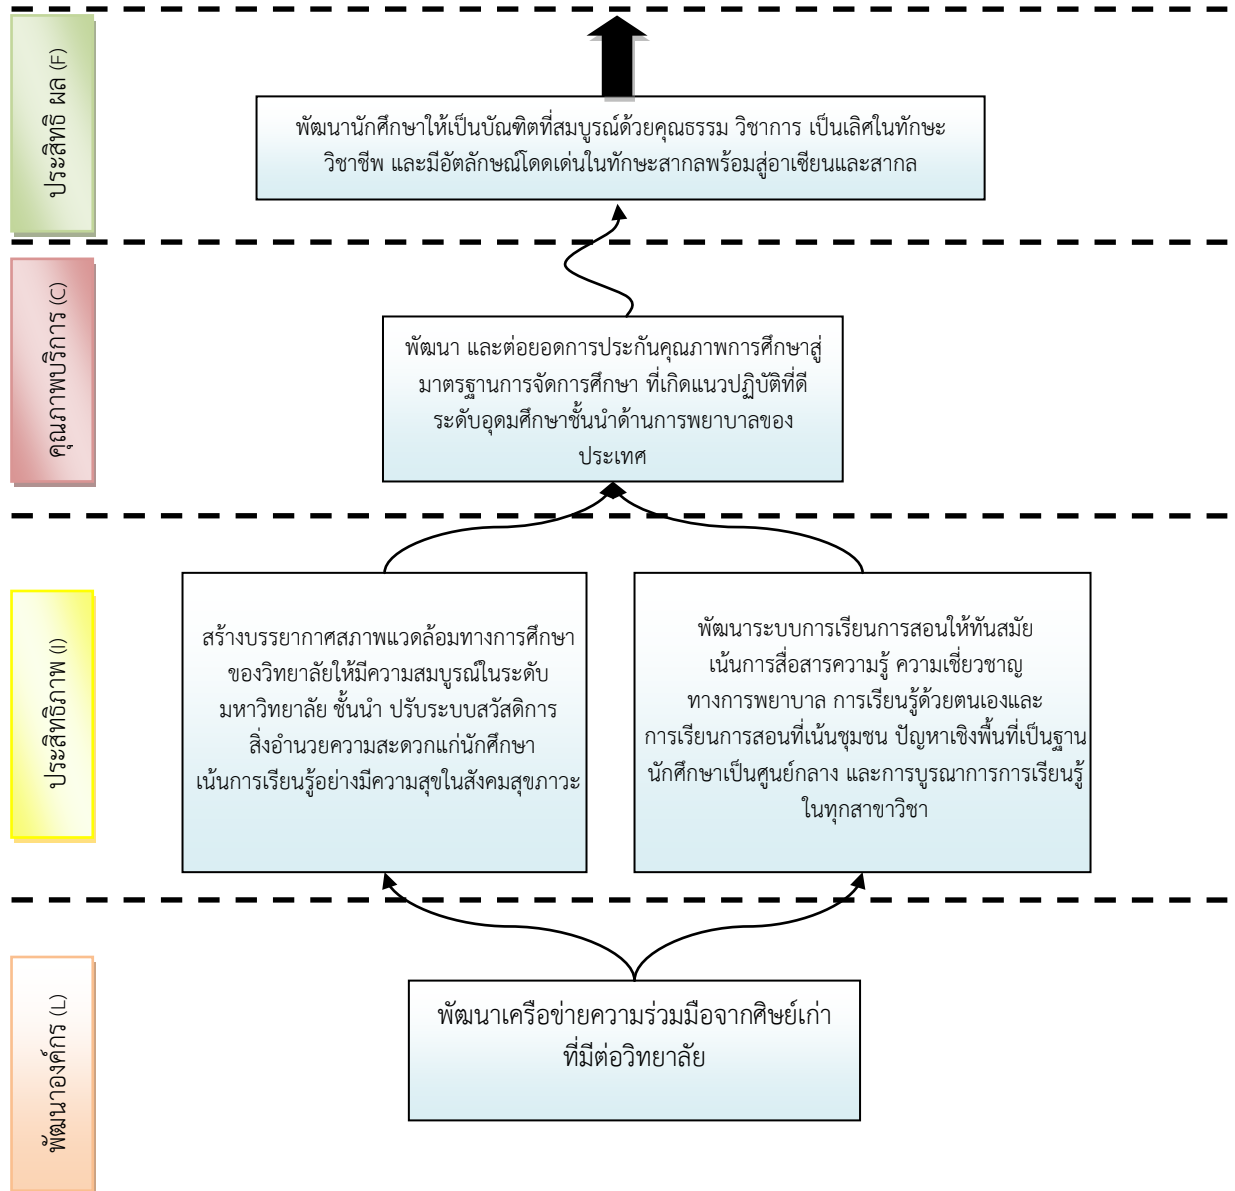 ประสิทธิ ผล (F)
พัฒนานักศึกษาให้เป็นบัณฑิตที่สมบูรณ์ด้วยคุณธรรม วิชาการ เป็นเลิศในทักษะ
วิชาชีพ และมีอัตลักษณ์โดดเด่นในทักษะสากลพร้อมสู่อาเซียนและสากล
คุณภาพบริการ (C)
พัฒนา และต่อยอดการประกันคุณภาพการศึกษาสู่
มาตรฐานการจัดการศึกษา ที่เกิดแนวปฏิบัติที่ดี
ระดับอุดมศึกษาชั้นนำด้านการพยาบาลของ
ประเทศ
ประสิทธิภาพ (I)
สร้างบรรยากาศสภาพแวดล้อมทางการศึกษา
ของวิทยาลัยให้มีความสมบูรณ์ในระดับ
มหาวิทยาลัย ชั้นนำ ปรับระบบสวัสดิการ
สิ่งอำนวยความสะดวกแก่นักศึกษา
เน้นการเรียนรู้อย่างมีความสุขในสังคมสุขภาวะ
พัฒนาระบบการเรียนการสอนให้ทันสมัย
เน้นการสื่อสารความรู้ ความเชี่ยวชาญ
ทางการพยาบาล การเรียนรู้ด้วยตนเองและ
การเรียนการสอนที่เน้นชุมชน ปัญหาเชิงพื้นที่เป็นฐาน
นักศึกษาเป็นศูนย์กลาง และการบูรณาการการเรียนรู้
ในทุกสาขาวิชา
พัฒนาองค์กร (L)
พัฒนาเครือข่ายความร่วมมือจากศิษย์เก่า
ที่มีต่อวิทยาลัย